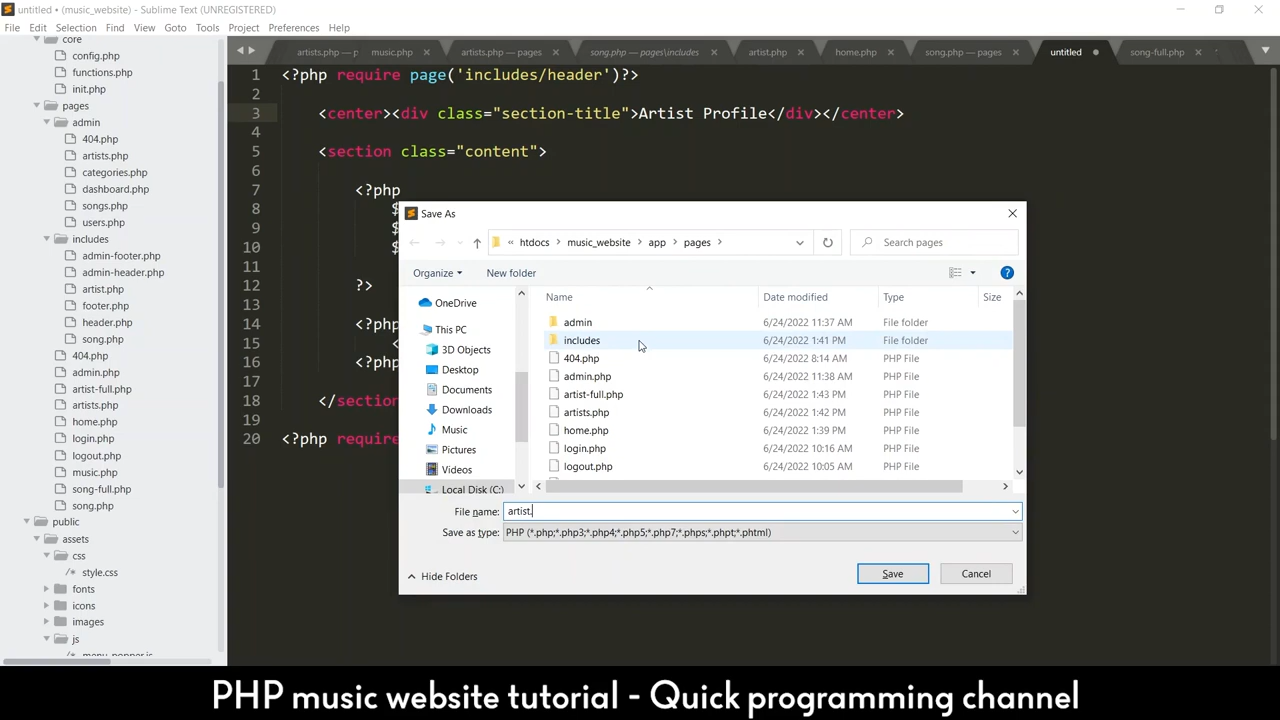 untitled • (music_website) - Sublime Text (UNREGISTERED)
File Edit Selection Find View Goto Tools Project Preferences Help
artists.php — p music.php artists.php — pages song.php — pages\includes artist.php home.php song.php — pages untitled song-full.php
core
config.php
functions.php
init.php
pages
admin
404.php
artists.php
categories.php
dashboard.php
songs.php
users.php
includes
admin-footer.php
admin-header.php
artist.php
footer.php
header.php
song.php
404.php
admin.php
artist-full.php
artists.php
home.php
login.php
logout.php
music.php
song-full.php
song.php
public
assets
css
/* style.css
fonts
icons
images
js
/* menu_popper.js
1 <?php require page('includes/header')?>
2
3 <center><div class="section-title">Artist Profile</div></center>
4
5 <section class="content">
6
7 <?php
8 $
9 $
10 $
11
12 ?>
13
14 <?php
15 <
16 <?php
17
18 </section
19
20 <?php require
Save As
« htdocs > music_website > app > pages >
Search pages
Organize New folder
OneDrive
This PC
3D Objects
Desktop
Documents
Downloads
Music
Pictures
Videos
Local Disk (C:)
Name Date modified Type Size
admin 6/24/2022 11:37 AM File folder
includes 6/24/2022 1:41 PM File folder
404.php 6/24/2022 8:14 AM PHP File
admin.php 6/24/2022 11:38 AM PHP File
artist-full.php 6/24/2022 1:43 PM PHP File
artists.php 6/24/2022 1:42 PM PHP File
home.php 6/24/2022 1:39 PM PHP File
login.php 6/24/2022 10:16 AM PHP File
logout.php 6/24/2022 10:05 AM PHP File
File name: artist.
Save as type: PHP (*.php;*.php3;*.php4;*.php5;*.php7;*.phps;*.phpt;*.phtml)
Hide Folders
Save Cancel
PHP music website tutorial - Quick programming channel